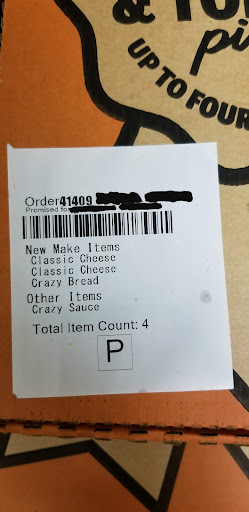 &
pi
UP TO FOUR
Order41409
Promised for
New Make Items
Classic Cheese
Classic Cheese
Crazy Bread
Other Items
Crazy Sauce
Total Item Count: 4
P